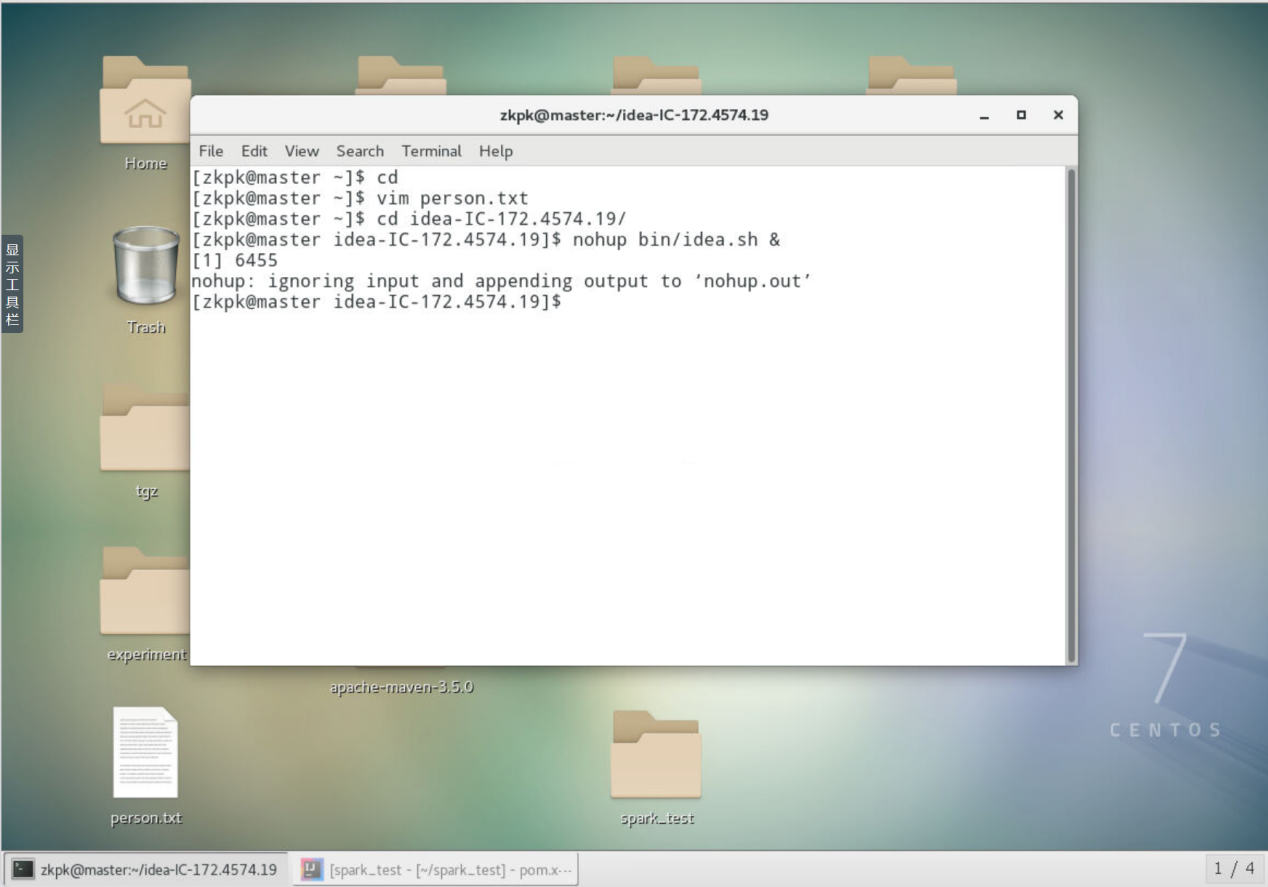 zkpk@master:~/idea-IC-172.4574.19
File Edit View Search Terminal Help
[zkpk@master ~]$ cd
[zkpk@master ~]$ vim person.txt
[zkpk@master ~]$ cd idea-IC-172.4574.19/
[zkpk@master idea-IC-172.4574.19]$ nohup bin/idea.sh &
[1] 6455
nohup: ignoring input and appending output to ‘nohup.out’
[zkpk@master idea-IC-172.4574.19]$
显示工具栏
Home
Trash
tgz
experiment
apache-maven-3.5.0
person.txt
spark_test
7
CENTOS
zkpk@master:~/idea-IC-172.4574.19
[spark_test - [~/spark_test] - pom.x···
1 / 4